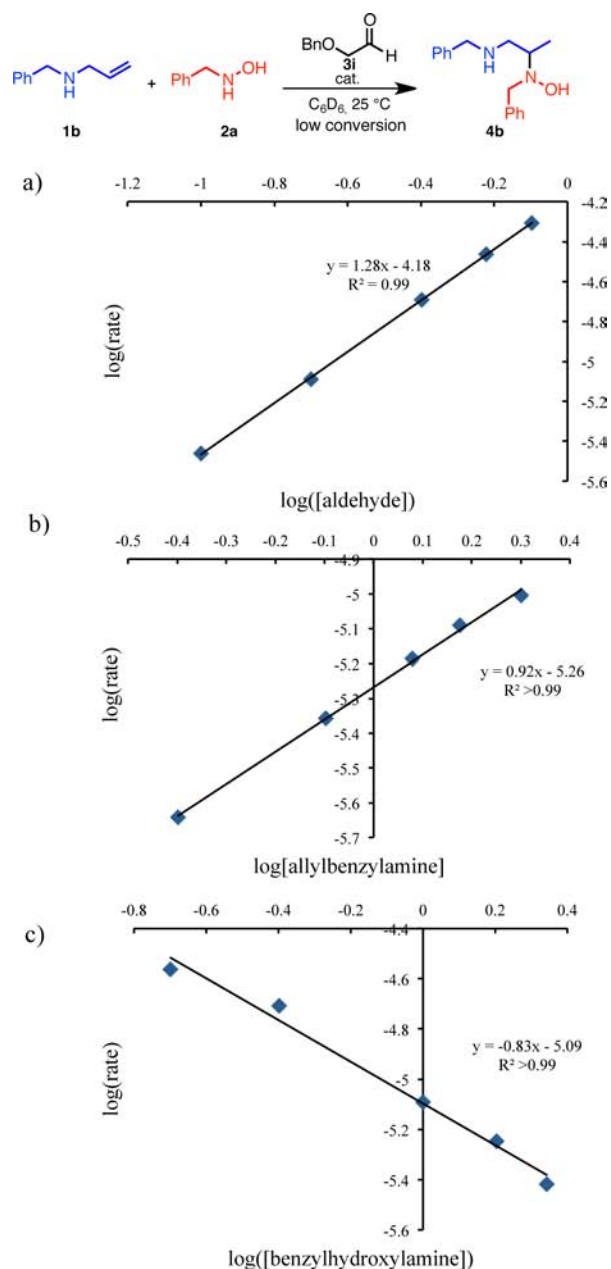 BnO
O
H
3i
cat.
C₆D₆, 25 °C
low conversion
Ph
N
H
+
Ph
N
H
OH
Ph
N
H
N
OH
Ph
1b
2a
4b
a)
-1.2 -1 -0.8 -0.6 -0.4 -0.2 0
-4.2
-4.4
-4.6
-4.8
-5
-5.2
-5.4
-5.6
y = 1.28x - 4.18
R² = 0.99
log(rate)
log([aldehyde])
b)
-0.5 -0.4 -0.3 -0.2 -0.1 0 0.1 0.2 0.3 0.4
-4.9
-5
-5.1
-5.2
-5.3
-5.4
-5.5
-5.6
-5.7
y = 0.92x - 5.26
R² >0.99
log(rate)
log[allylbenzylamine]
c)
-0.8 -0.6 -0.4 -0.2 0 0.2 0.4
-4.4
-4.6
-4.8
-5
-5.2
-5.4
-5.6
y = -0.83x - 5.09
R² >0.99
log(rate)
log([benzylhydroxylamine])